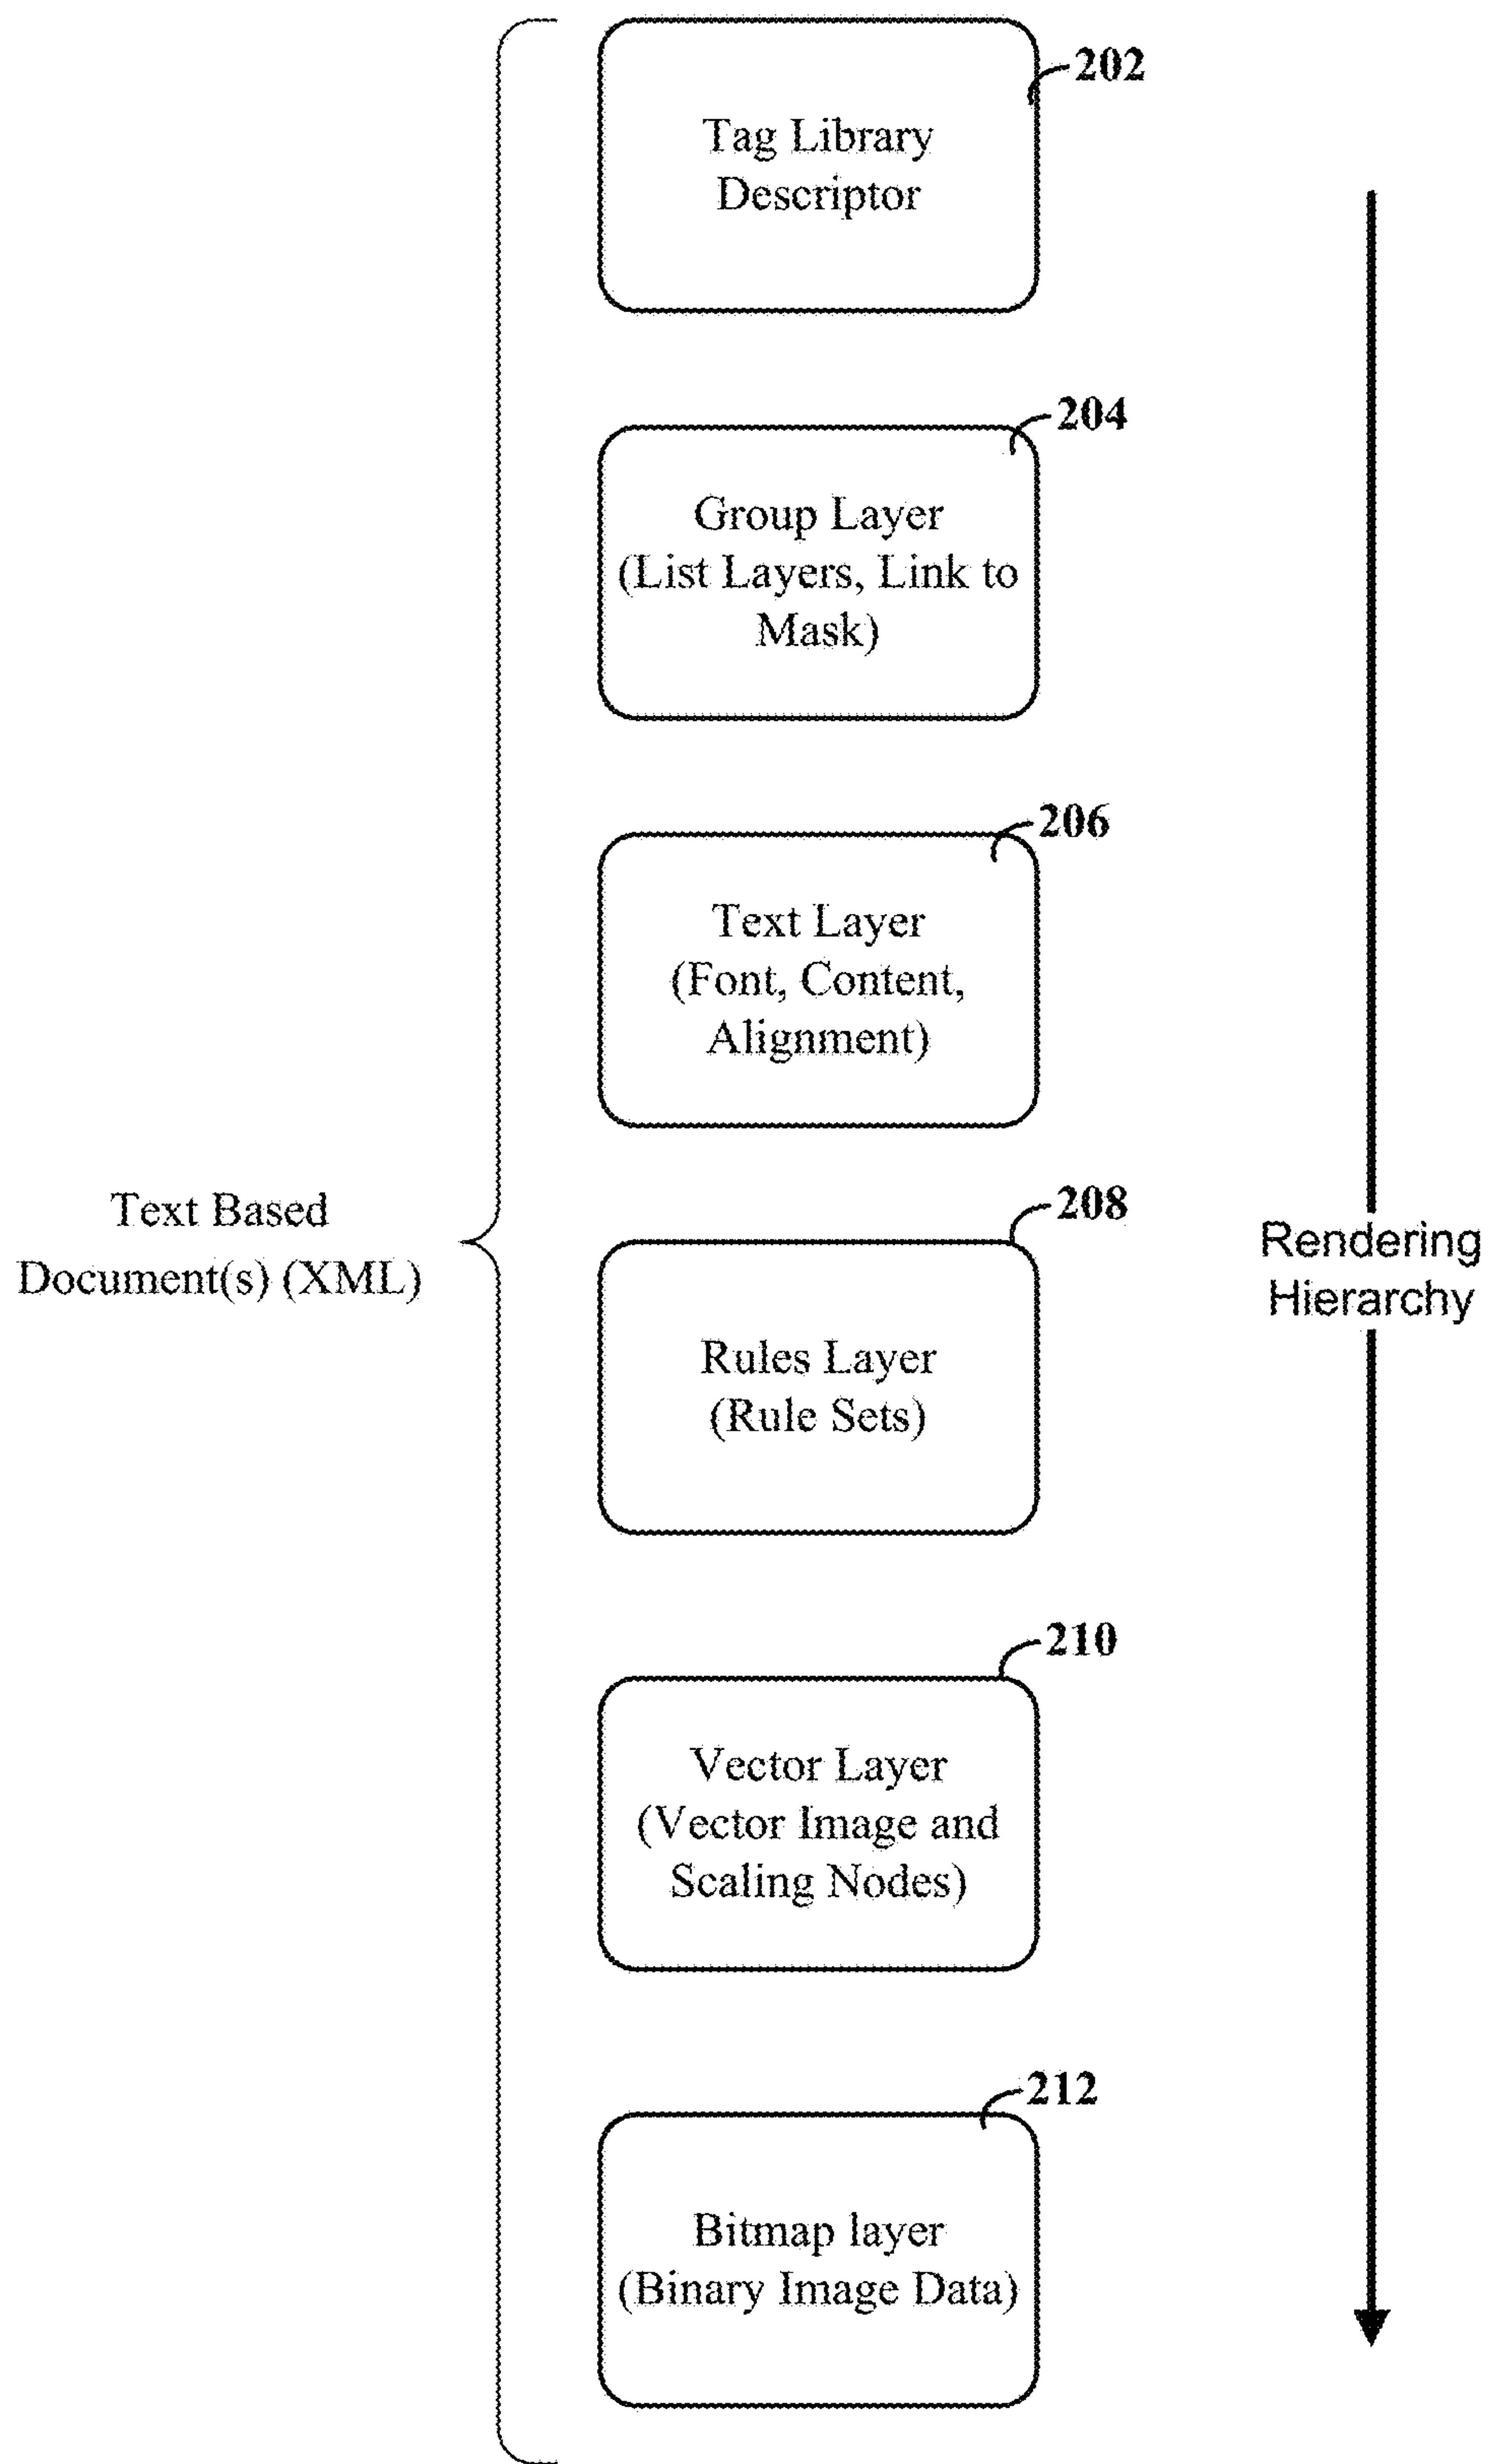 202
Tag Library
Descriptor
204
Group Layer
(List Layers, Link to
Mask)
206
Text Layer
(Font, Content,
Alignment)
Text Based
Document(s) (XML)
208
Rendering
Hierarchy
Rules Layer
(Rule Sets)
210
Vector Layer
(Vector Image and
Scaling Nodes)
212
Bitmap layer
(Binary Image Data)